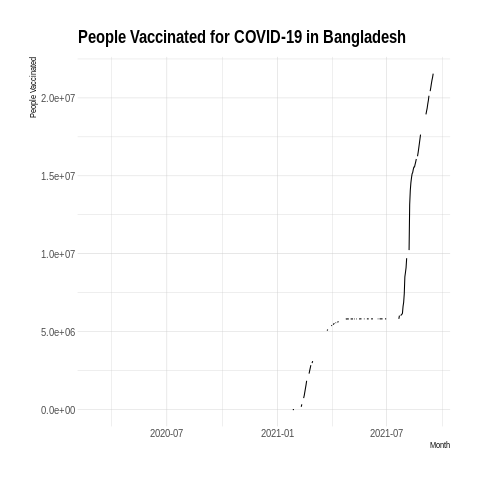 People Vaccinated for COVID-19 in Bangladesh
People Vaccinated
2.0e+07
1.5e+07
1.0e+07
5.0e+06
0.0e+00
2020-07
2021-01
2021-07
Month